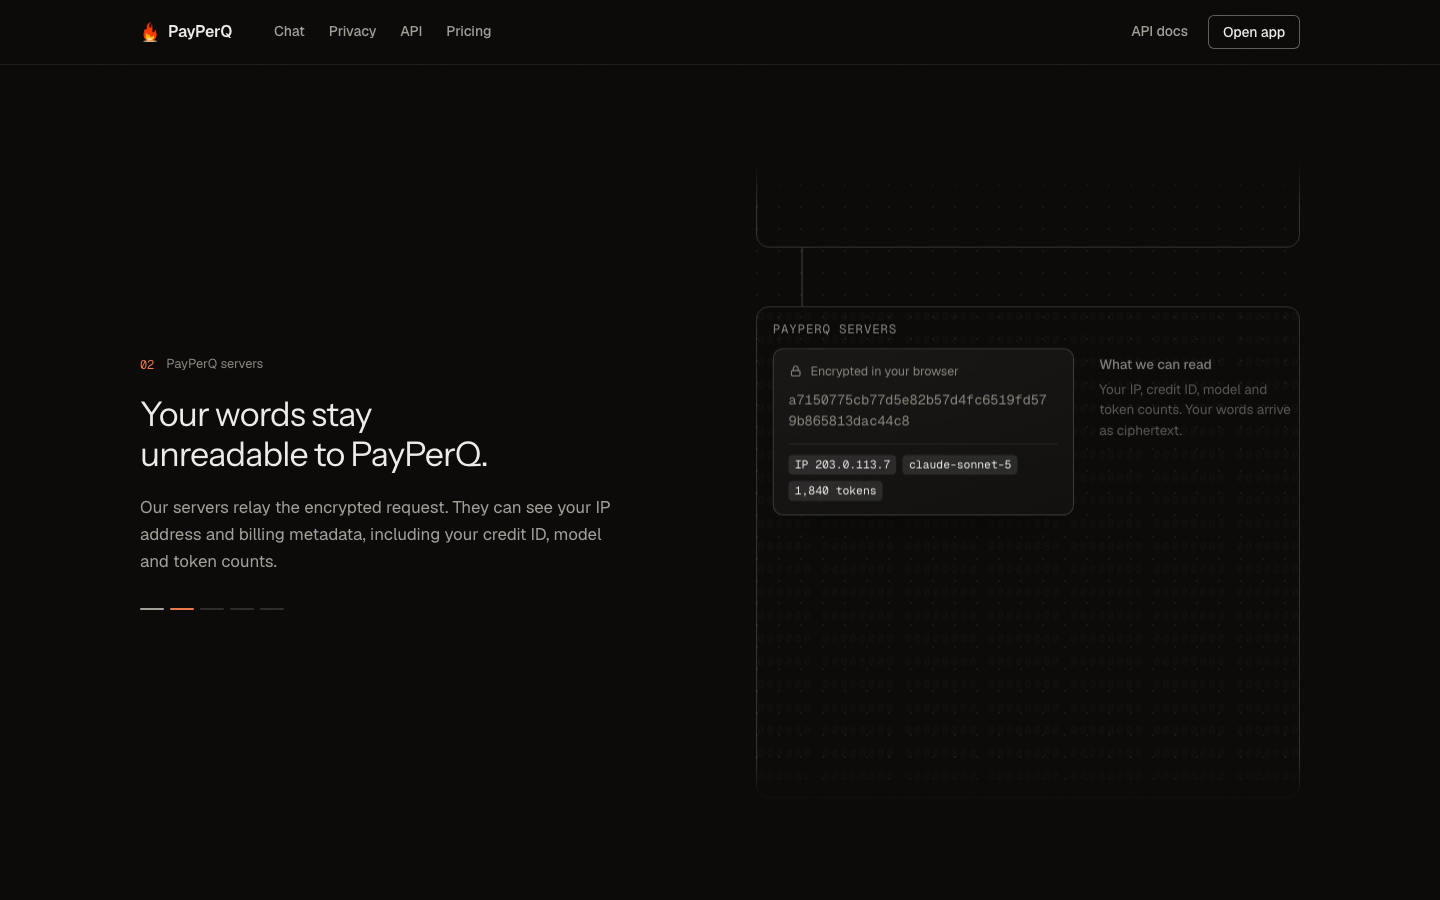 PayPerQ
Chat
Privacy
API
Pricing
API docs
Open app
02 PayPerQ servers
Your words stay
unreadable to PayPerQ.
Our servers relay the encrypted request. They can see your IP
address and billing metadata, including your credit ID, model
and token counts.
PAYPERQ SERVERS
Encrypted in your browser
a7150775cb77d5e82b57d4fc6519fd57
9b865813dac44c8
IP 203.0.113.7
claude-sonnet-5
1,840 tokens
What we can read
Your IP, credit ID, model and
token counts. Your words arrive
as ciphertext.